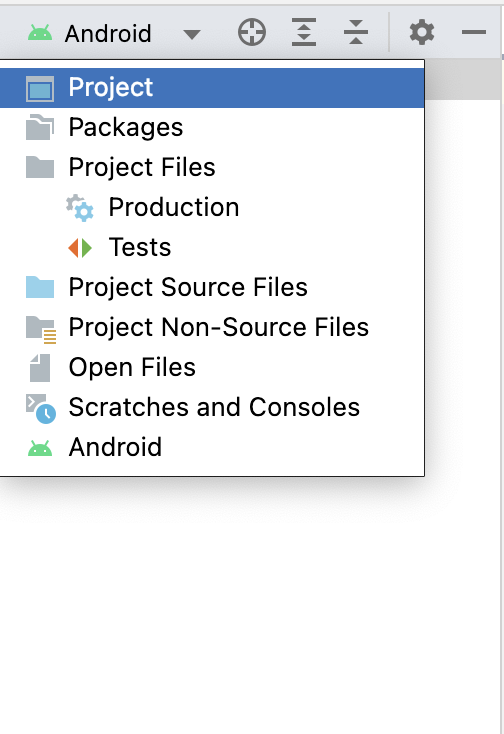 Android
Project
Packages
Project Files
Production
Tests
Project Source Files
Project Non-Source Files
Open Files
Scratches and Consoles
Android